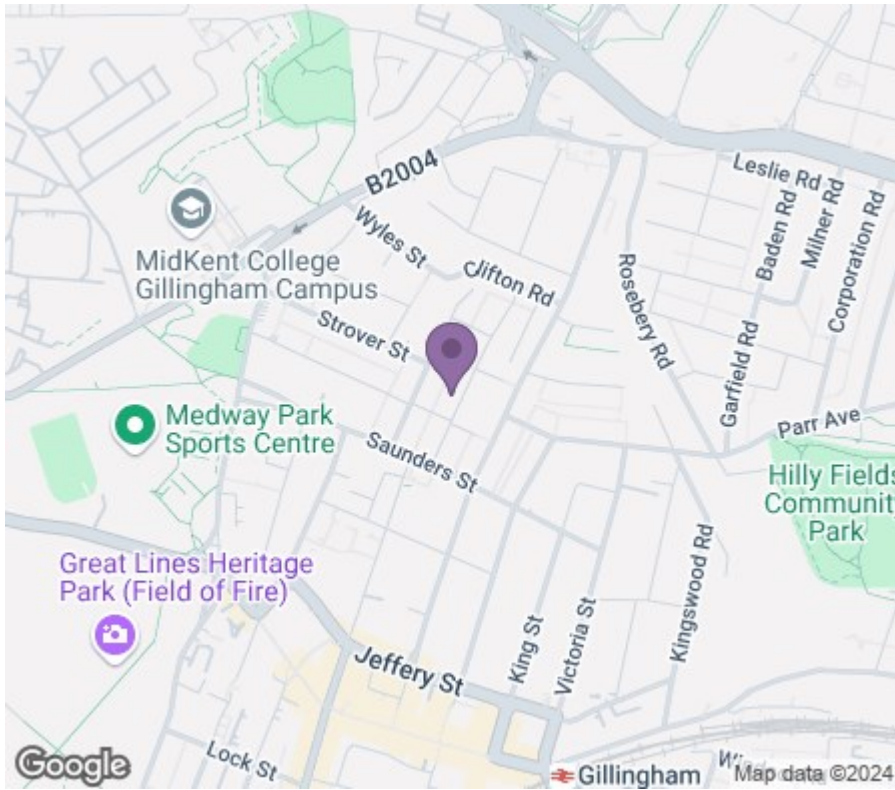 B2004
Leslie Rd
Baden Rd
Milner Rd
Corporation Rd
MidKent College
Gillingham Campus
Wyles St
Clifton Rd
Rosebery Rd
Strover St
Garfield Rd
Medway Park
Sports Centre
Saunders St
Parr Ave
Hilly Fields
Community
Park
Great Lines Heritage
Park (Field of Fire)
Kingswood Rd
King St
Victoria St
Jeffery St
Lock St
Google
Gillingham
Map data ©2024